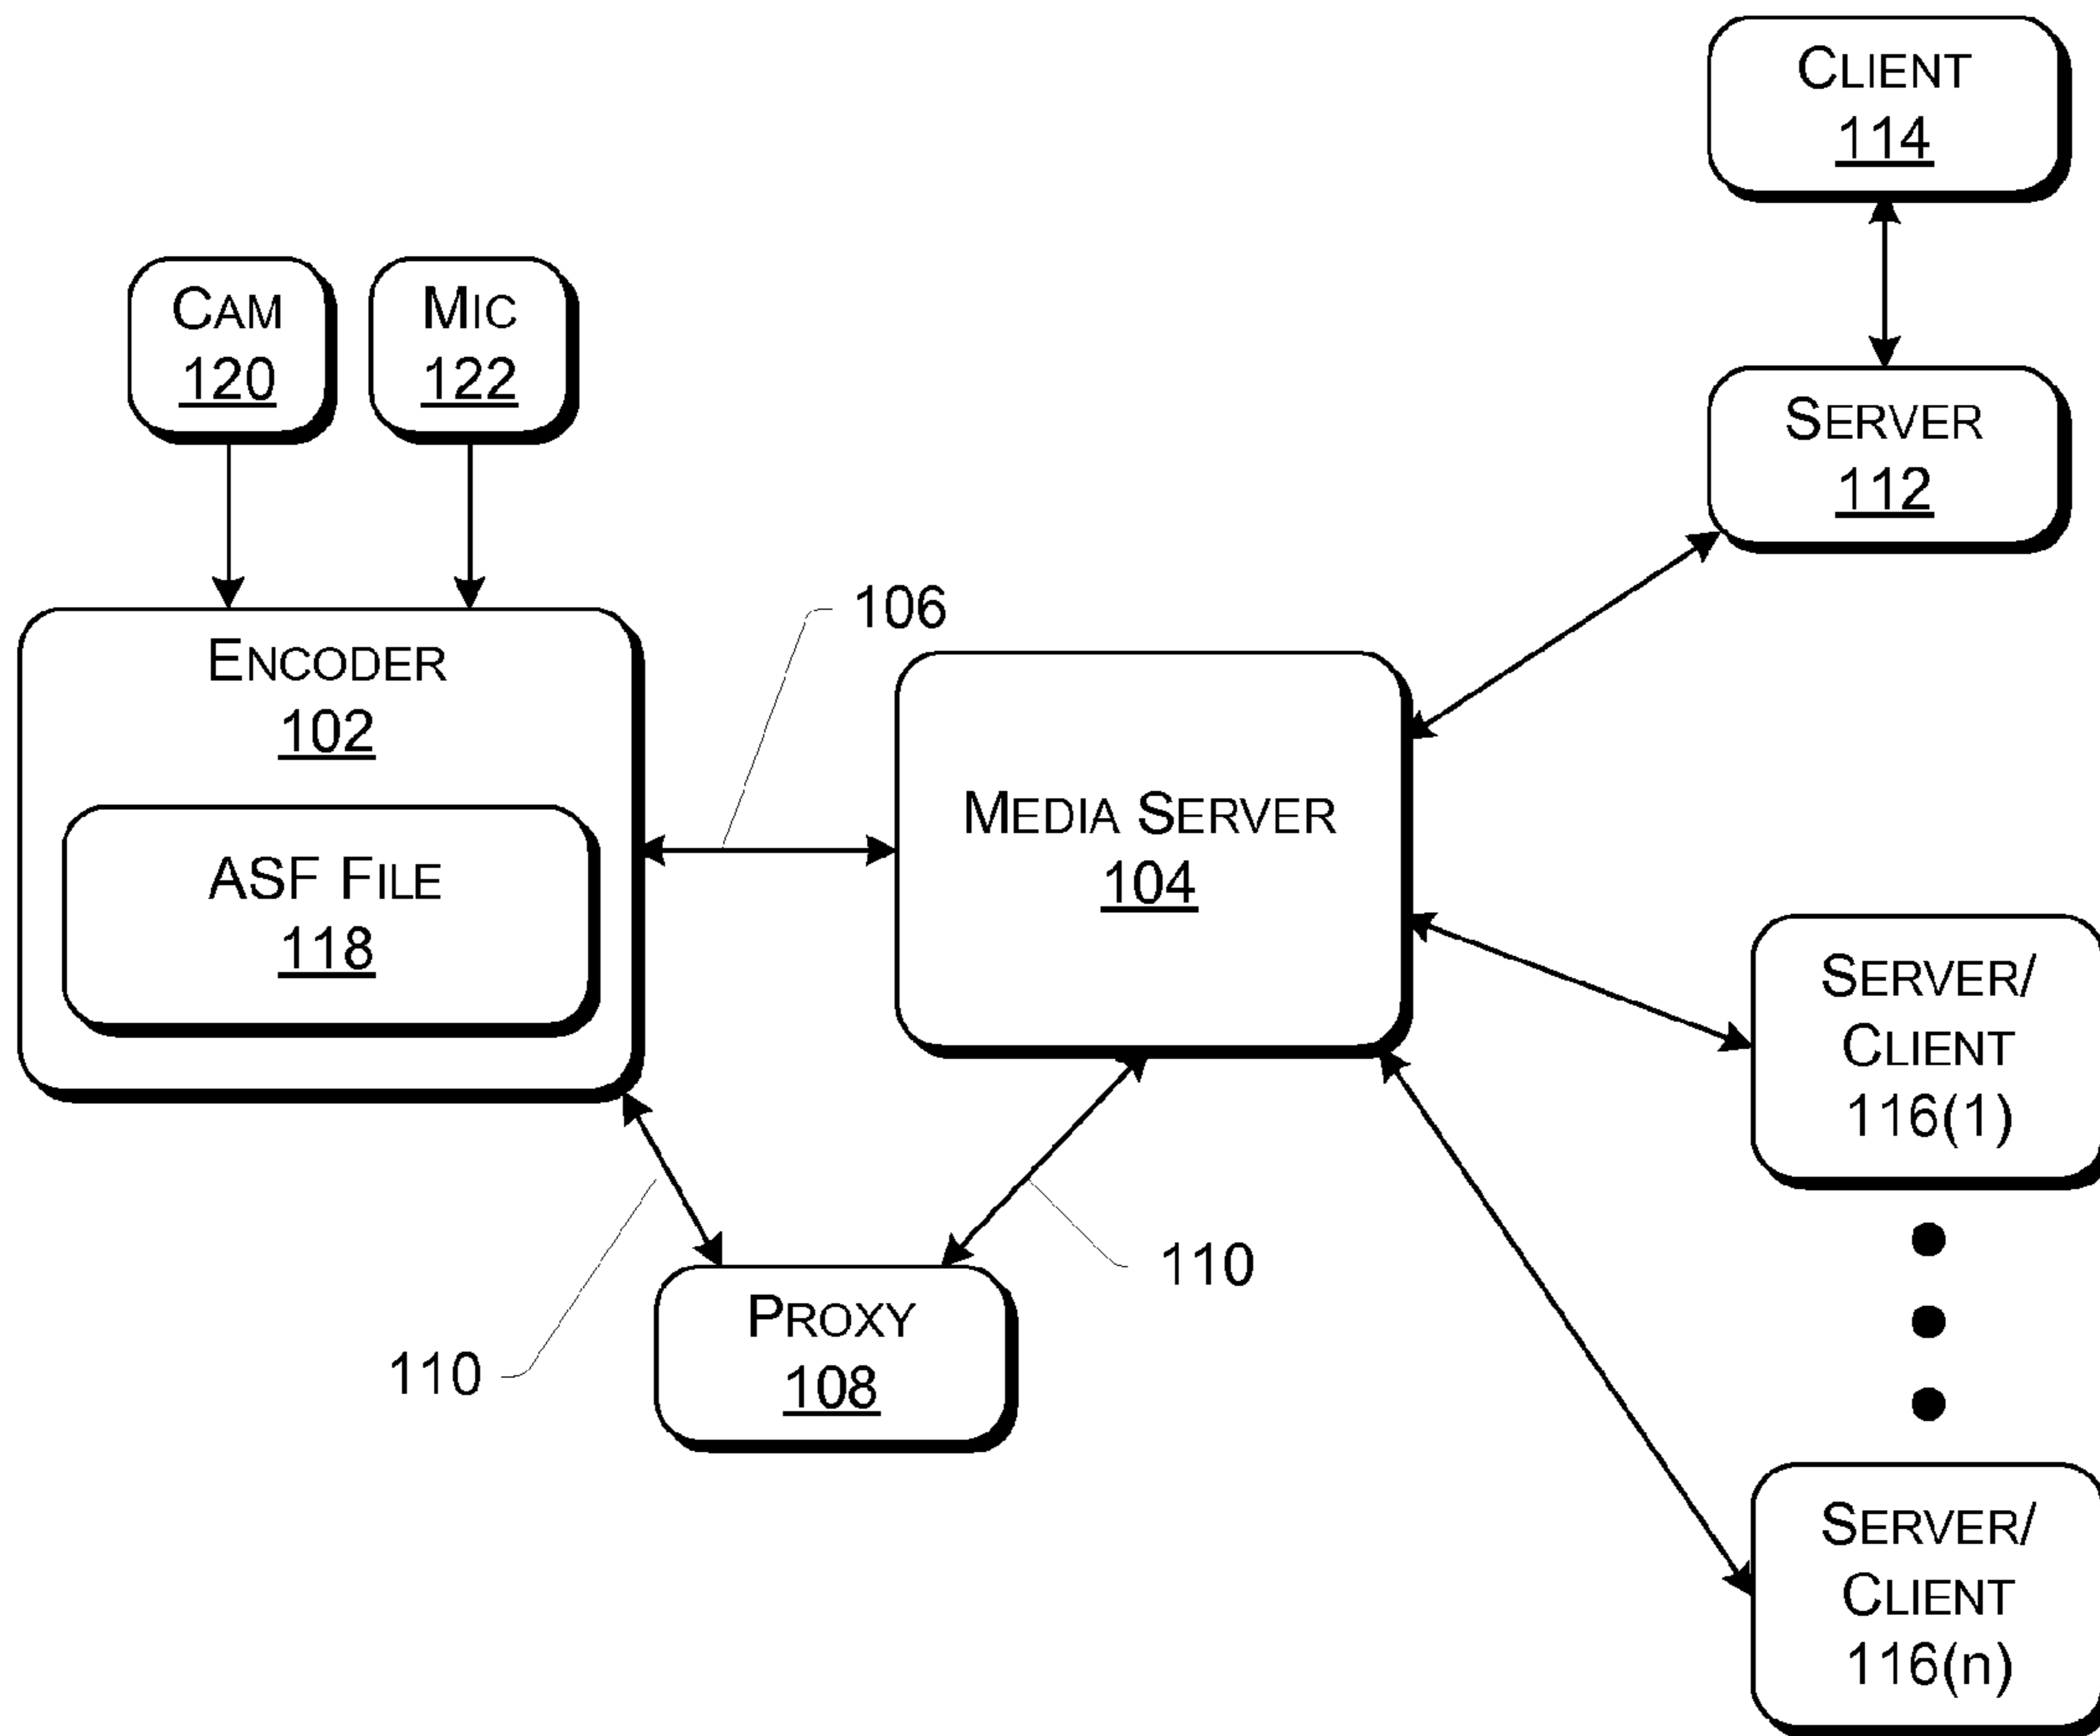 CLIENT
114
CAM
120
MIC
122
SERVER
112
ENCODER
102
106
MEDIA SERVER
104
ASF FILE
118
SERVER/
CLIENT
116(1)
110
110
PROXY
108
SERVER/
CLIENT
116(n)